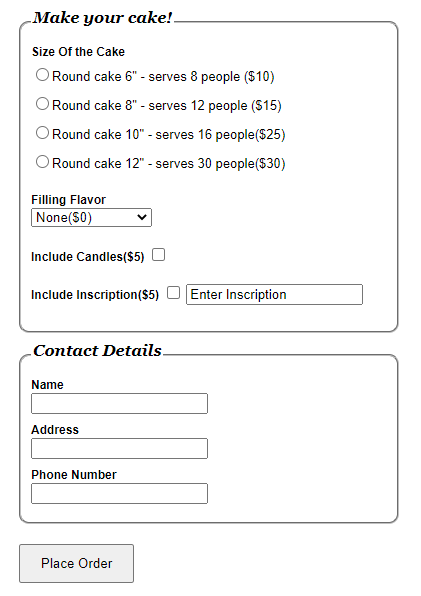 Make your cake!
Size Of the Cake
Round cake 6" - serves 8 people ($10)
Round cake 8" - serves 12 people ($15)
Round cake 10" - serves 16 people($25)
Round cake 12" - serves 30 people($30)
Filling Flavor
None($0)
Include Candles($5)
Include Inscription($5) Enter Inscription
Contact Details
Name
Address
Phone Number
Place Order